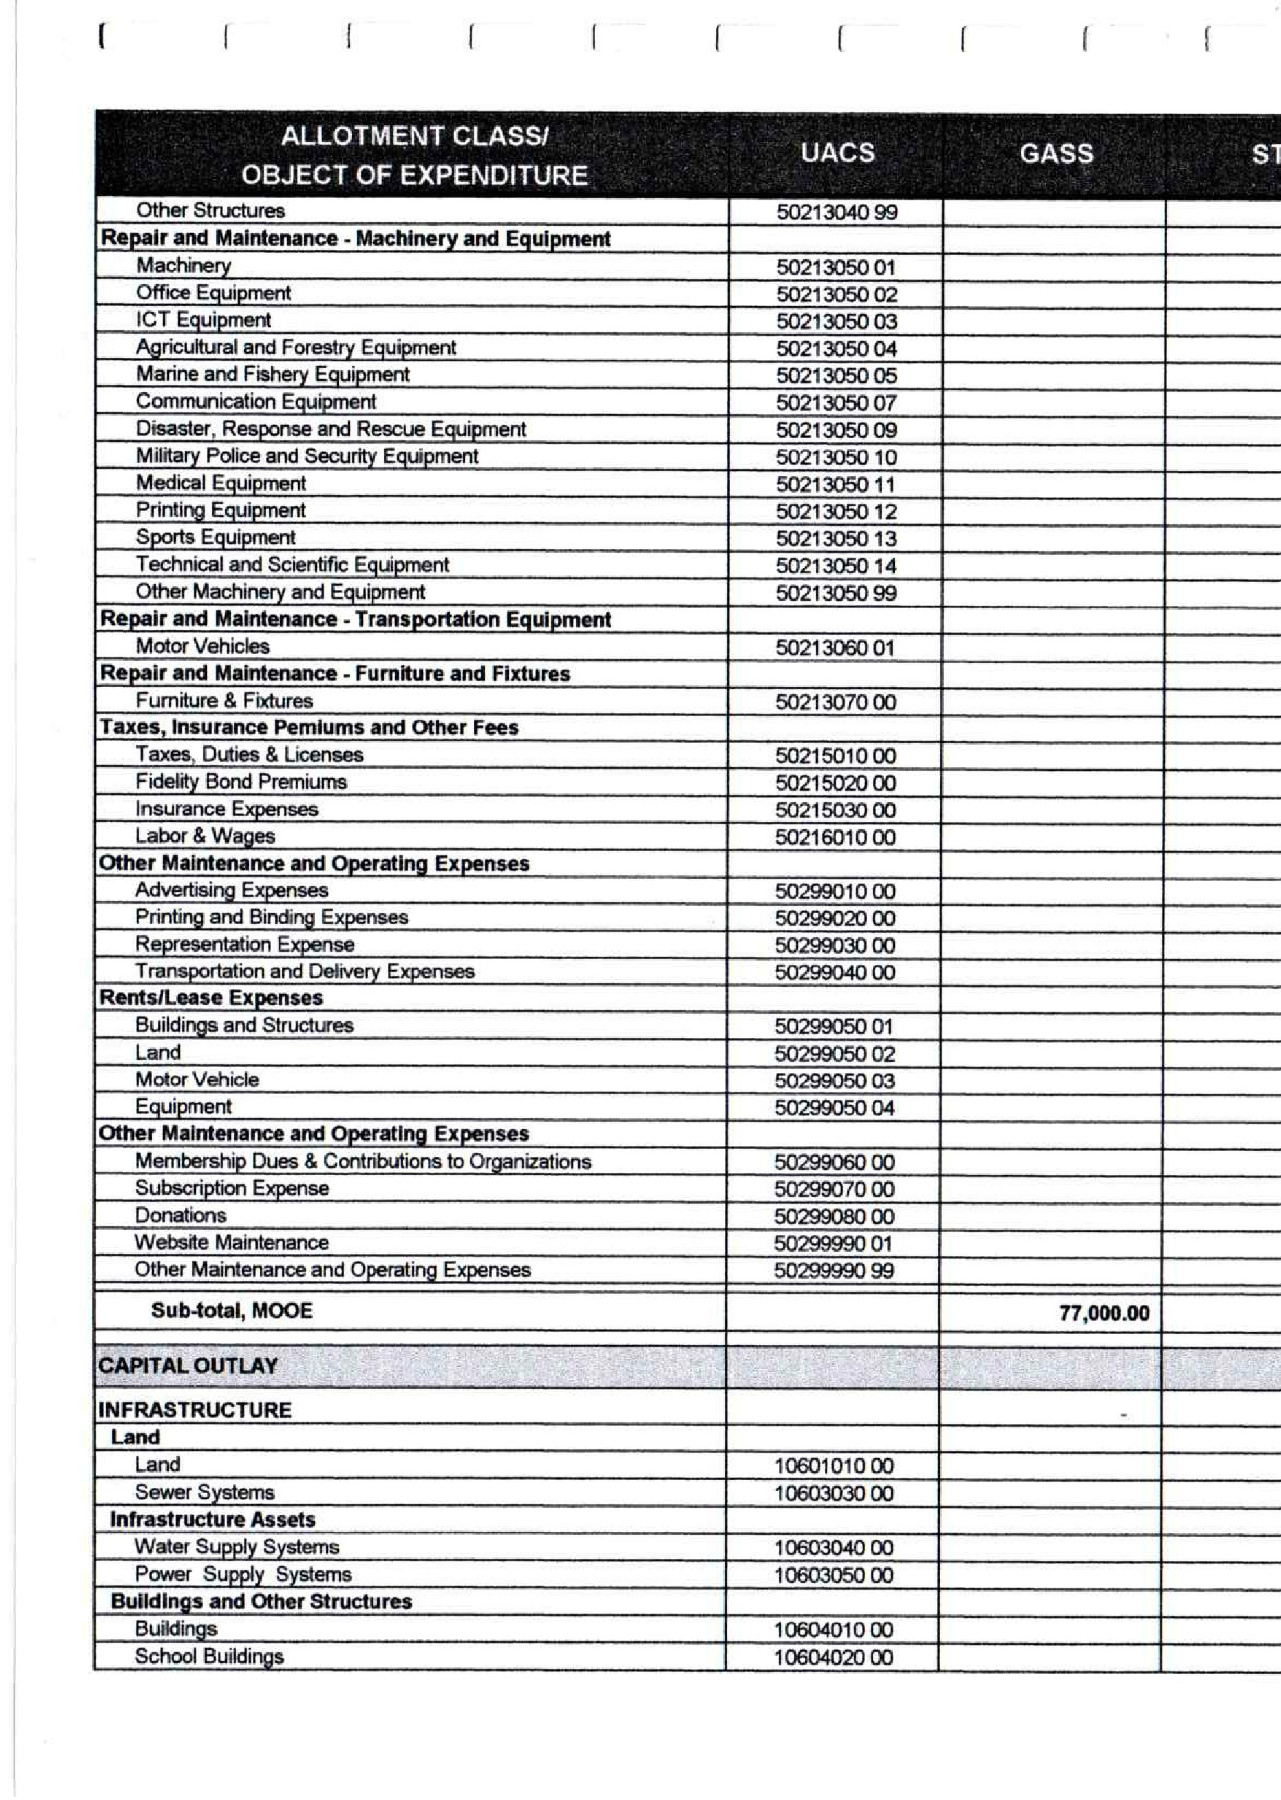 ALLOTMENT CLASS/
OBJECT OF EXPENDITURE UACS GASS ST
Other Structures 50213040 99
Repair and Maintenance - Machinery and Equipment
Machinery 50213050 01
Office Equipment 50213050 02
ICT Equipment 50213050 03
Agricultural and Forestry Equipment 50213050 04
Marine and Fishery Equipment 50213050 05
Communication Equipment 50213050 07
Disaster, Response and Rescue Equipment 50213050 09
Military Police and Security Equipment 50213050 10
Medical Equipment 50213050 11
Printing Equipment 50213050 12
Sports Equipment 50213050 13
Technical and Scientific Equipment 50213050 14
Other Machinery and Equipment 50213050 99
Repair and Maintenance - Transportation Equipment
Motor Vehicles 50213060 01
Repair and Maintenance - Furniture and Fixtures
Furniture & Fixtures 50213070 00
Taxes, Insurance Pemiums and Other Fees
Taxes, Duties & Licenses 50215010 00
Fidelity Bond Premiums 50215020 00
Insurance Expenses 50215030 00
Labor & Wages 50216010 00
Other Maintenance and Operating Expenses
Advertising Expenses 50299010 00
Printing and Binding Expenses 50299020 00
Representation Expense 50299030 00
Transportation and Delivery Expenses 50299040 00
Rents/Lease Expenses
Buildings and Structures 50299050 01
Land 50299050 02
Motor Vehicle 50299050 03
Equipment 50299050 04
Other Maintenance and Operating Expenses
Membership Dues & Contributions to Organizations 50299060 00
Subscription Expense 50299070 00
Donations 50299080 00
Website Maintenance 50299990 01
Other Maintenance and Operating Expenses 50299990 99
Sub-total, MOOE 77,000.00
CAPITAL OUTLAY
INFRASTRUCTURE -
Land
Land 10601010 00
Sewer Systems 10603030 00
Infrastructure Assets
Water Supply Systems 10603040 00
Power Supply Systems 10603050 00
Buildings and Other Structures
Buildings 10604010 00
School Buildings 10604020 00